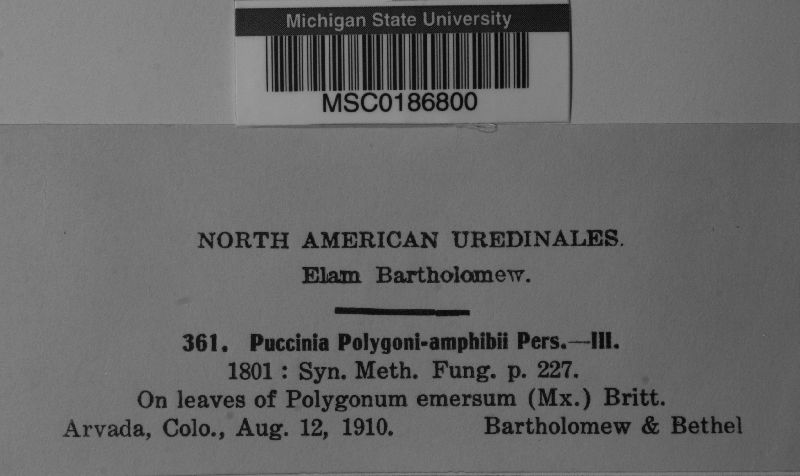 Michigan State University
MSC0186800
NORTH AMERICAN UREDINALES.
Elam Bartholomew.
361. Puccinia Polygoni-amphibii Pers.—III.
1801 : Syn. Meth. Fung. p. 227.
On leaves of Polygonum emersum (Mx.) Britt.
Arvada, Colo., Aug. 12, 1910. Bartholomew & Bethel